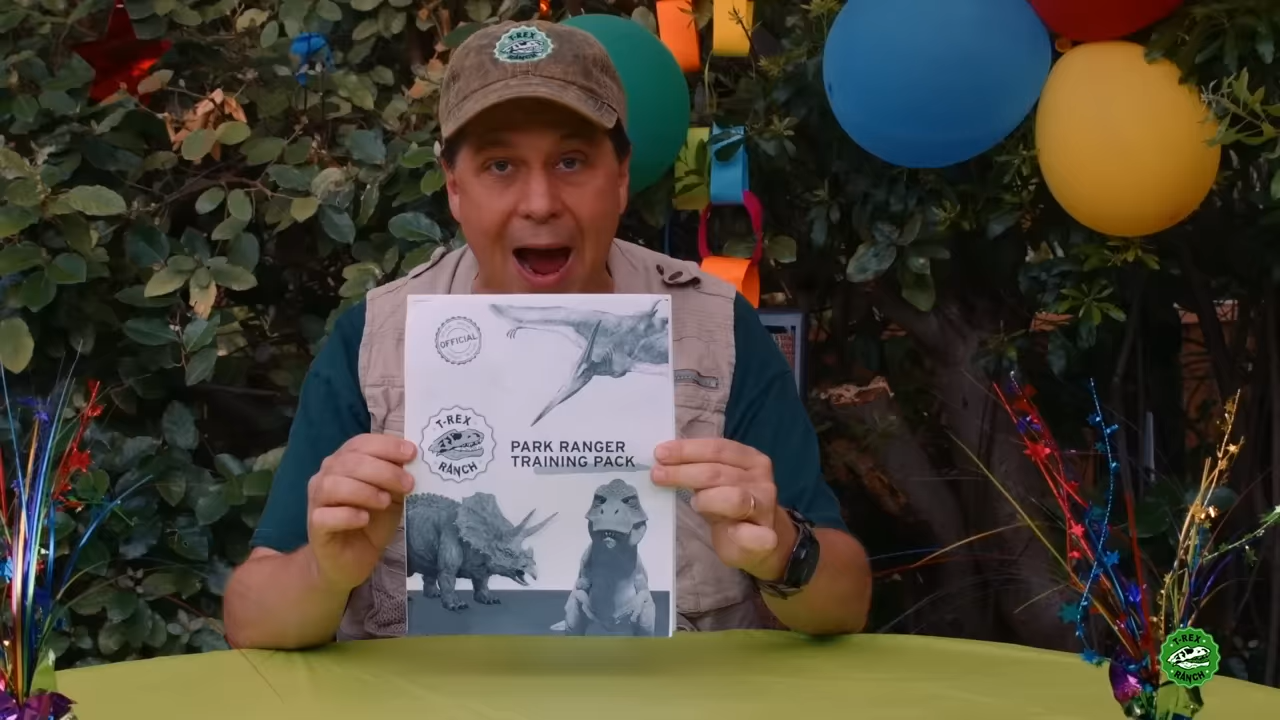 T-REX
RANCH
OFFICIAL
T-REX
RANCH
PARK RANGER
TRAINING PACK
T-REX
RANCH